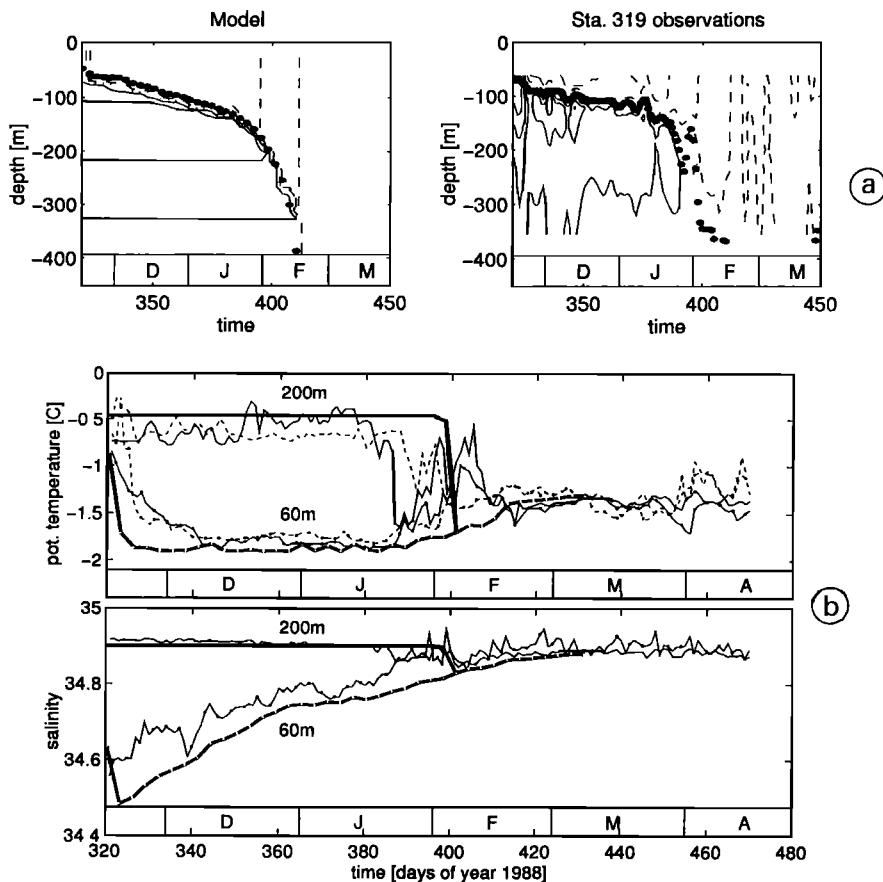 Model
Sta. 319 observations
0
-100
-200
-300
-400
depth [m]
D J F M
350 400 450
time
0
-100
-200
-300
-400
depth [m]
D J F M
350 400 450
time
a
0
-0 5
-1
-1.5
-2
pot. temperature [C]
200m
60m
D J F M A
b
35
34.8
34.6
34 4
salinity
200m
60m
D J F M A
320 340 360 380 400 420 440 460 480
time [days of year 1988]